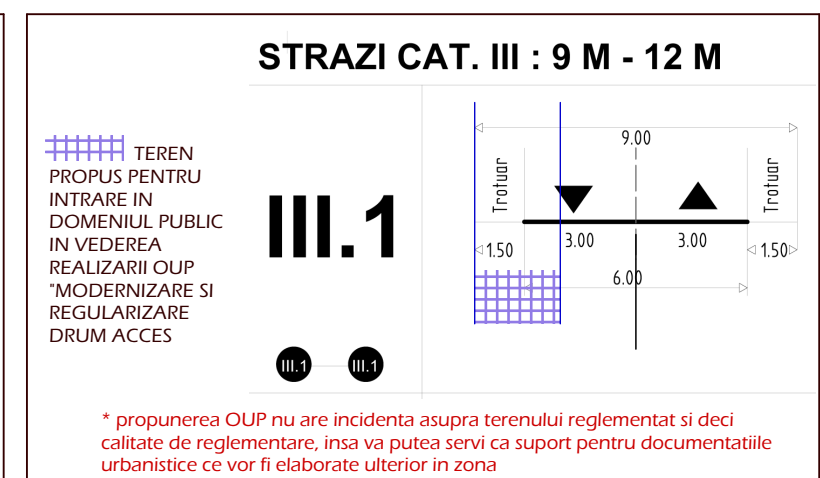 STRAZI CAT. III : 9 M - 12 M
TEREN
PROPUS PENTRU
INTRARE IN
DOMENIUL PUBLIC
IN VEDEREA
REALIZARII OUP
"MODERNIZARE SI
REGULARIZARE
DRUM ACCES
III.1
III.1 III.1
9.00
Trotuar
Trotuar
1.50
3.00
3.00
1.50
6.00
* propunerea OUP nu are incidenta asupra terenului reglementat si deci
calitate de reglementare, insa va putea servi ca suport pentru documentatiile
urbanistice ce vor fi elaborate ulterior in zona